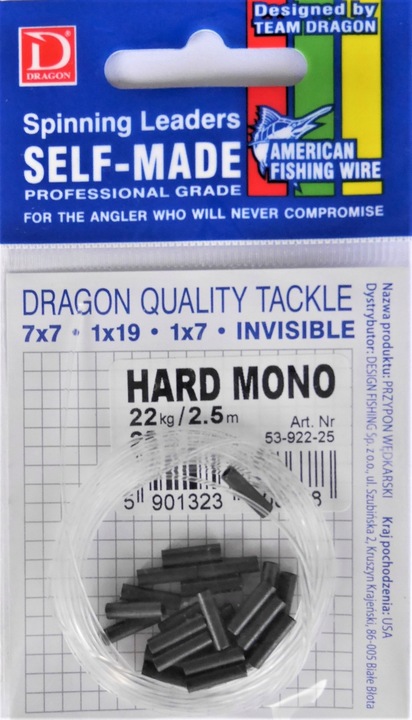 D
DRAGON
Designed by
TEAM DRAGON
Spinning Leaders
SELF-MADE
PROFESSIONAL GRADE
AMERICAN
FISHING WIRE
FOR THE ANGLER WHO WILL NEVER COMPROMISE
DRAGON QUALITY TACKLE
7x7 • 1x19 • 1x7 • INVISIBLE
HARD MONO
22kg/2.5m
Art. Nr
53-922-25
5 901323 8
Nazwa produktu: PRZYPON WĘDKARSKI Kraj pochodzenia: USA
Dystrybutor: DESIGN FISHING Sp. z o.o., ul. Szubińska 2, Kruszyn Krajeński, 86-005 Białe Błota